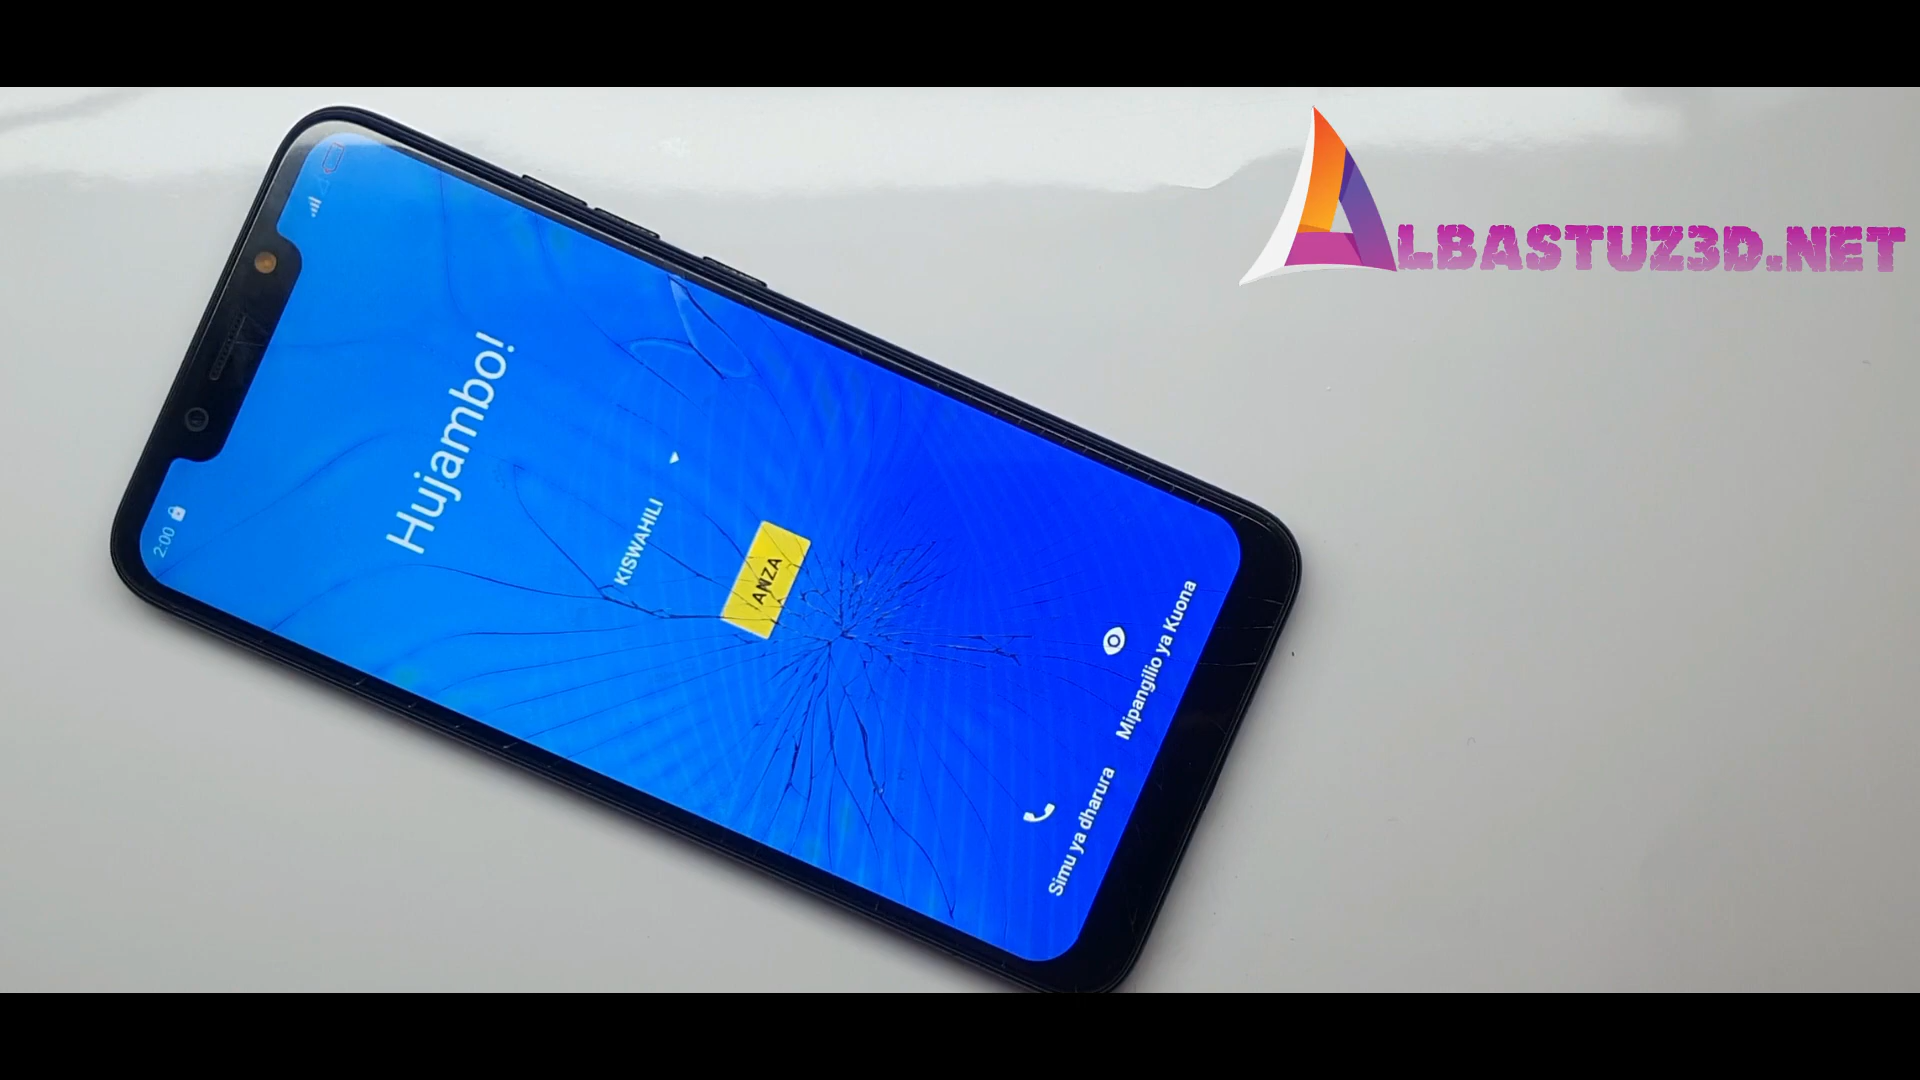 ALBASTUZ3D.NET
2:00
Hujambo!
KISWAHILI
ANZA
Simu ya dharura
Mipangilio ya Kuona